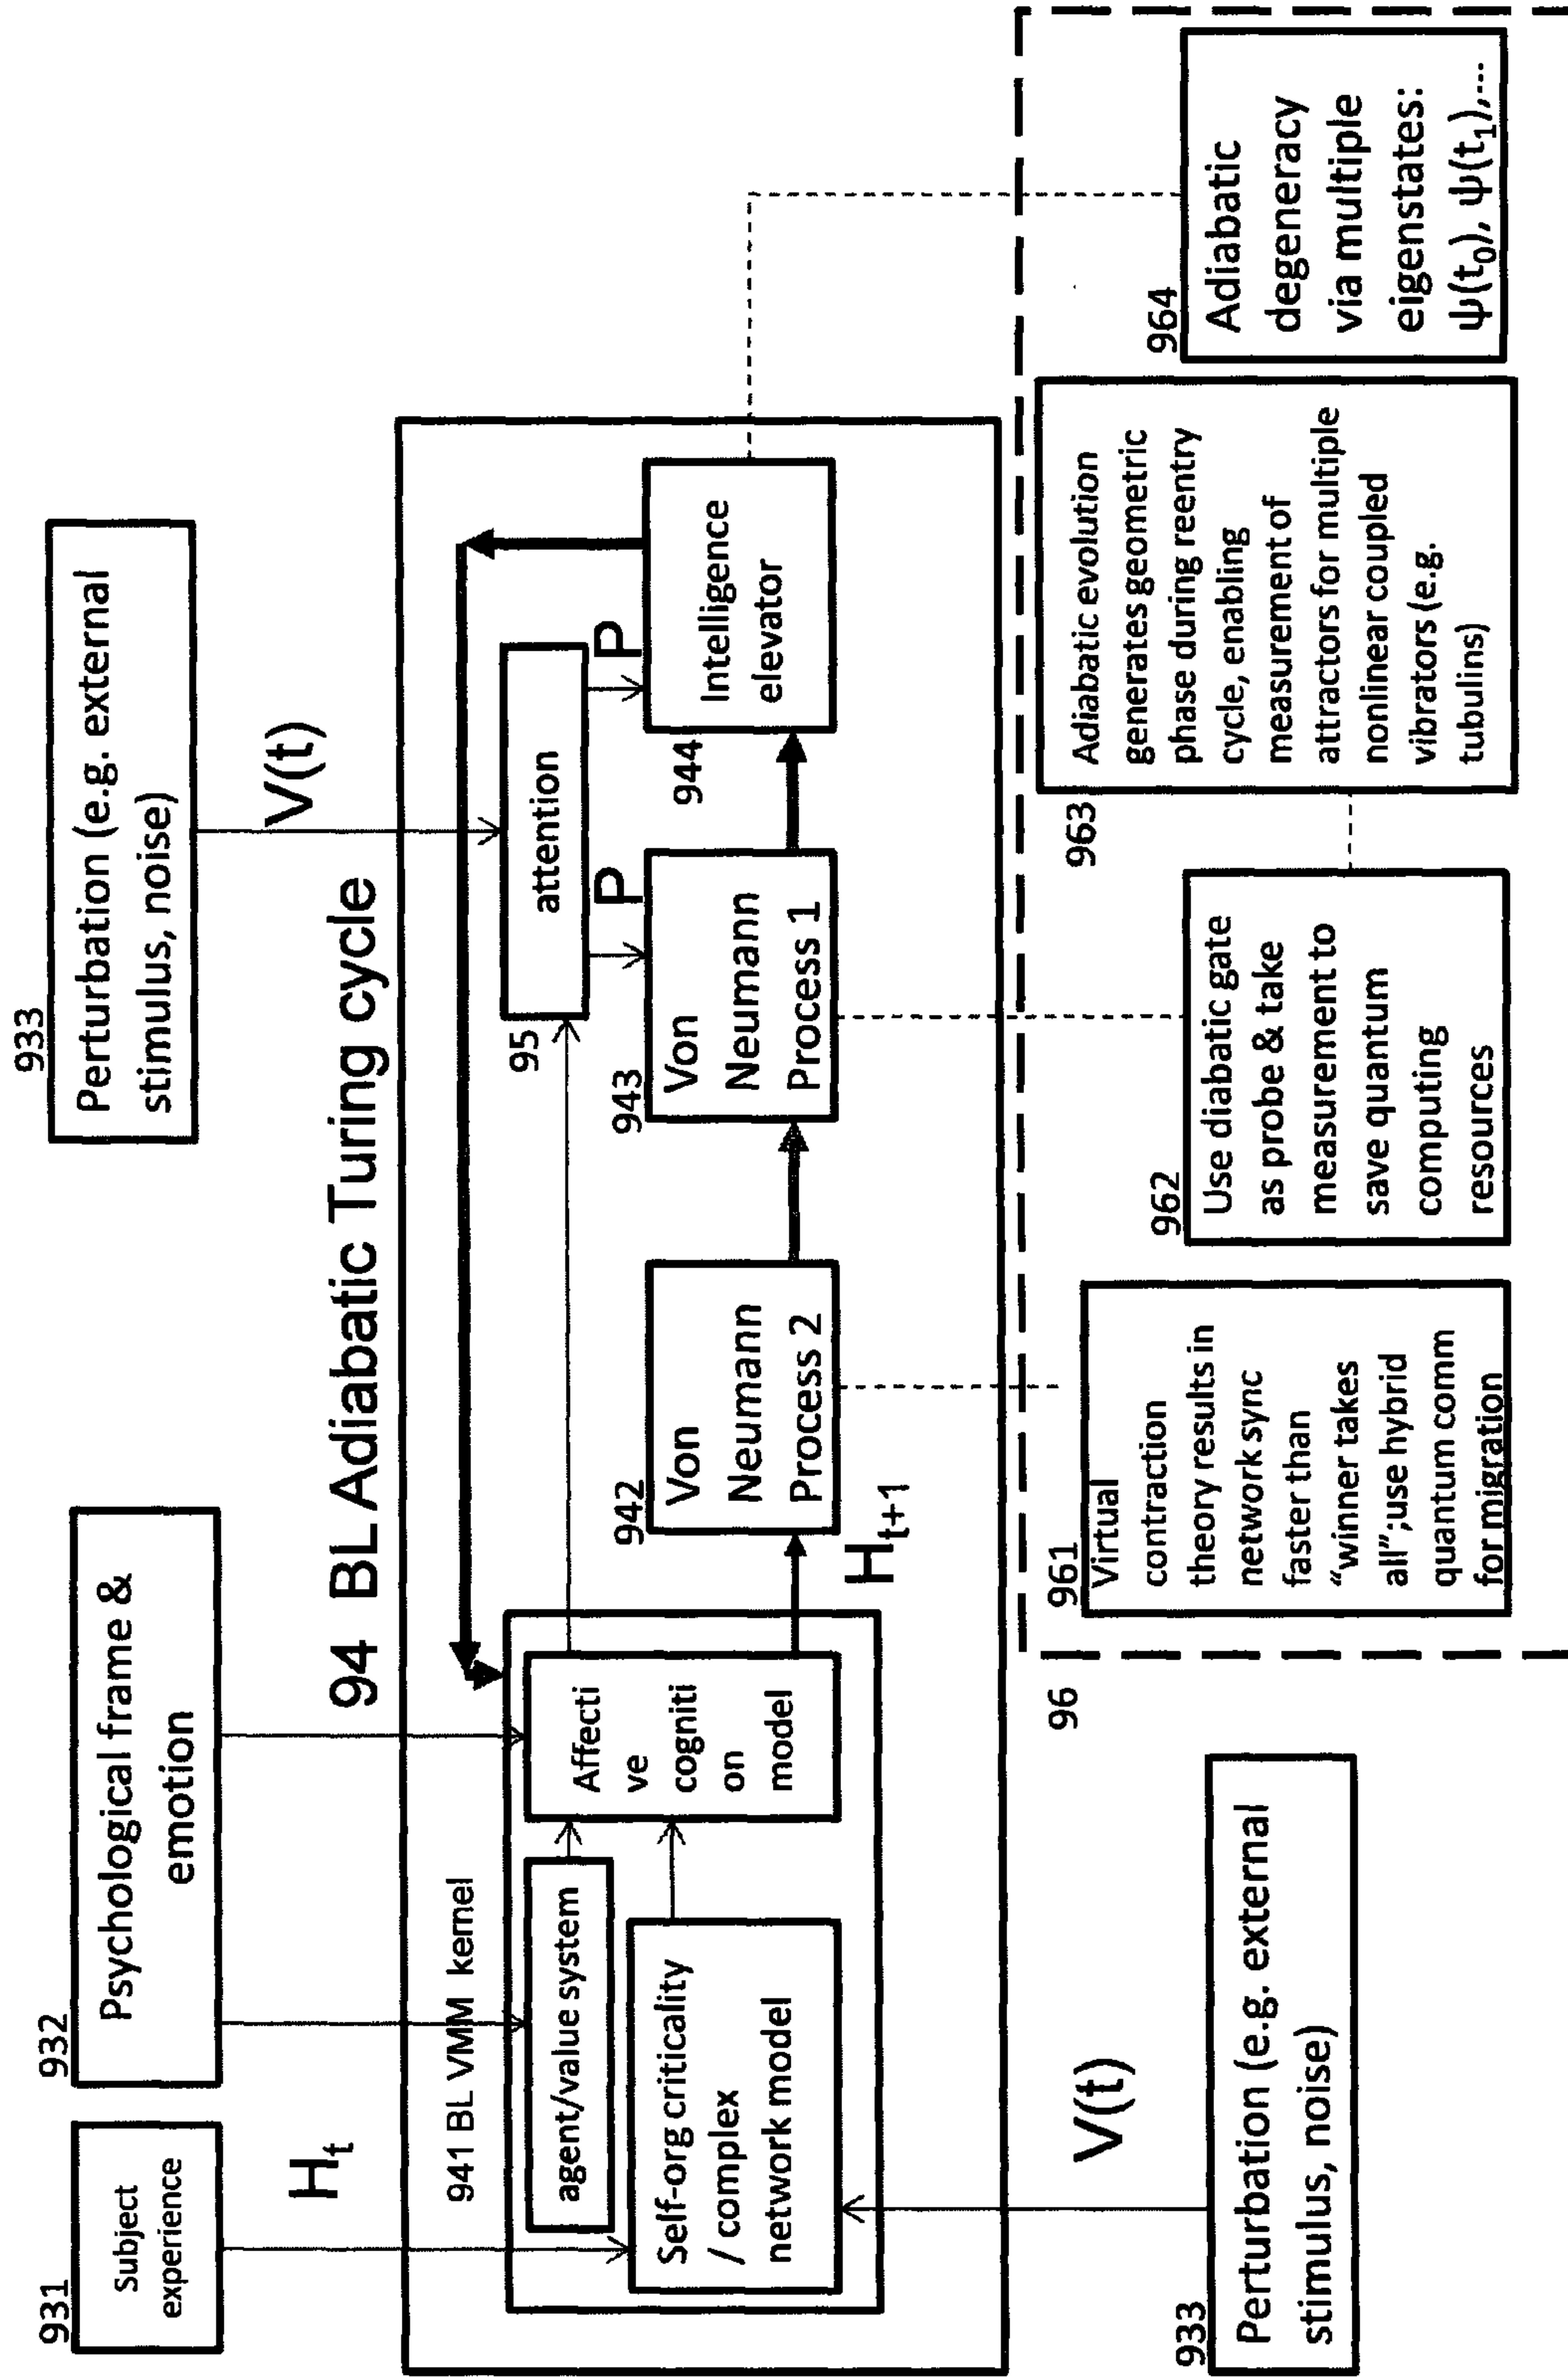 931
Subject
experience
932
Psychological frame &
emotion
933
Perturbation (e.g. external
stimulus, noise)
H_t
V(t)
94 BL Adiabatic Turing cycle
941 BL VMM kernel
agent/value system
Self-org criticality
/ complex
network model
Affecti
ve
cogniti
on
model
H_{t+1}
942
Von
Neumann
Process 2
95
attention
P
P
943
Von
Neumann
Process 1
944
Intelligence
elevator
933
Perturbation (e.g. external
stimulus, noise)
V(t)
96
961
Virtual
contraction
theory results in
network sync
faster than
“winner takes
all”;use hybrid
quantum comm
for migration
962
Use diabatic gate
as probe & take
measurement to
save quantum
computing
resources
963
Adiabatic evolution
generates geometric
phase during reentry
cycle, enabling
measurement of
attractors for multiple
nonlinear coupled
vibrators (e.g.
tubulins)
964
Adiabatic
degeneracy
via multiple
eigenstates:
Ψ(t₀), Ψ(t₁),...